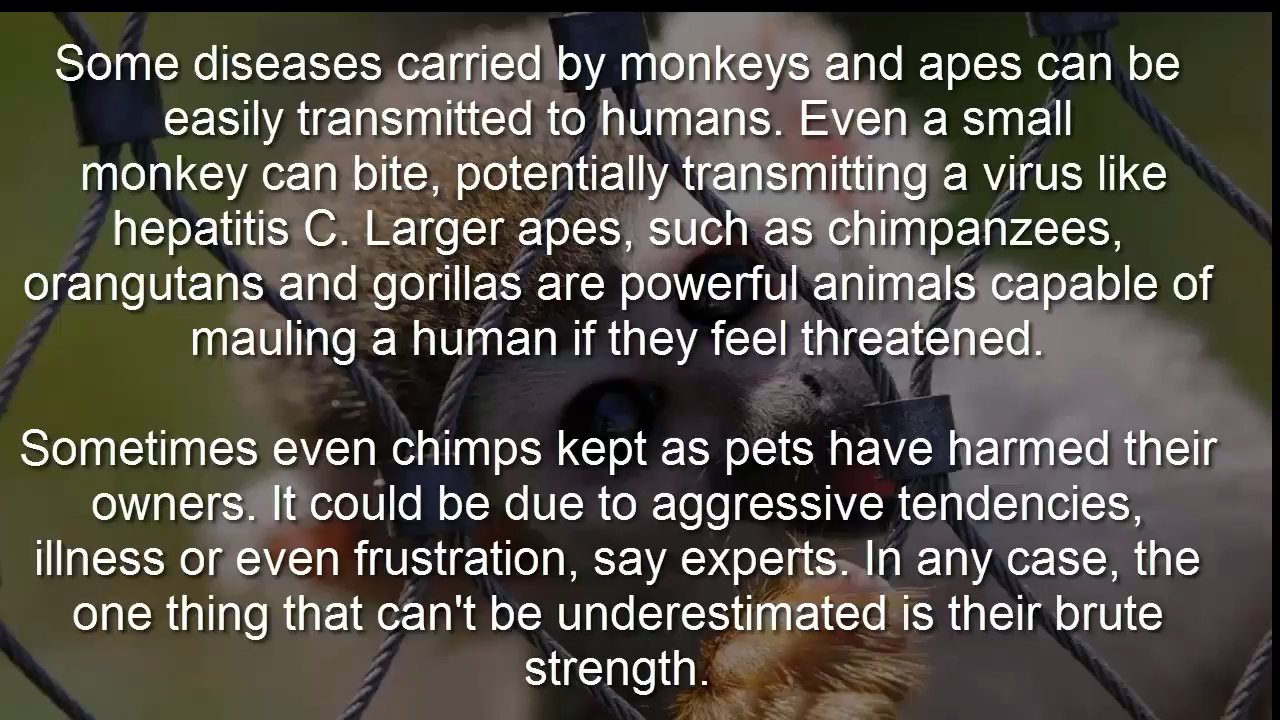 Some diseases carried by monkeys and apes can be
easily transmitted to humans. Even a small
monkey can bite, potentially transmitting a virus like
hepatitis C. Larger apes, such as chimpanzees,
orangutans and gorillas are powerful animals capable of
mauling a human if they feel threatened.
Sometimes even chimps kept as pets have harmed their
owners. It could be due to aggressive tendencies,
illness or even frustration, say experts. In any case, the
one thing that can't be underestimated is their brute
strength.